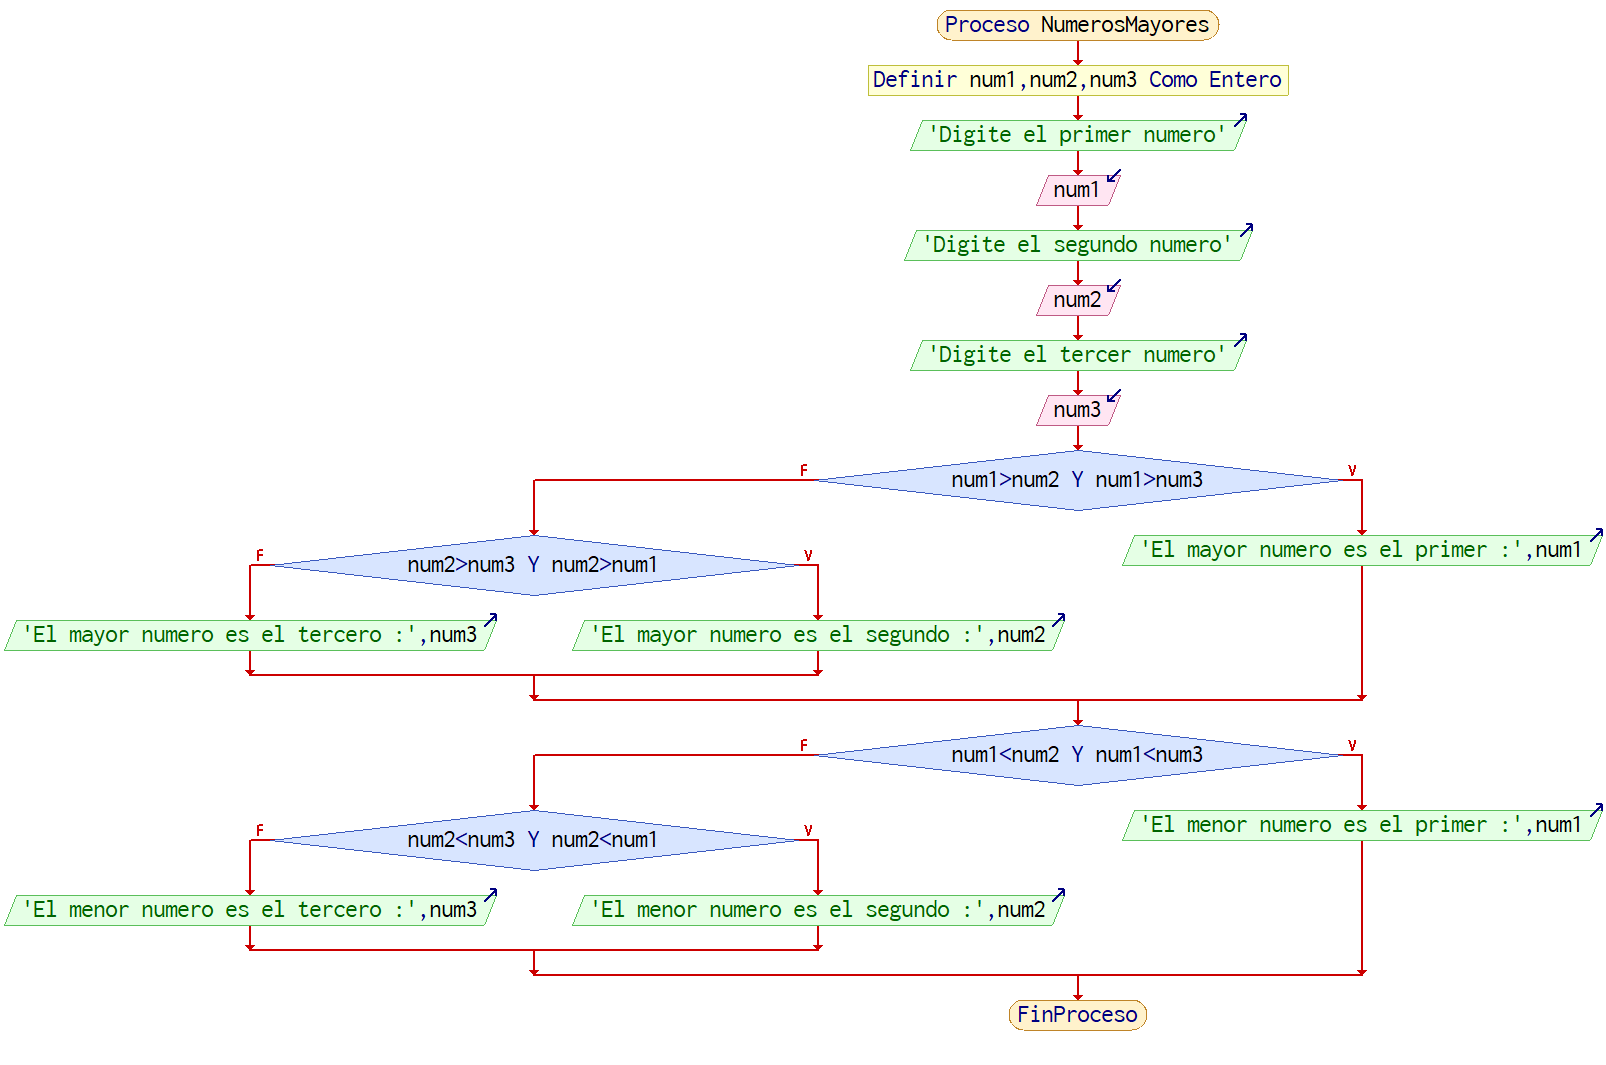 Proceso NumerosMayores
Definir num1,num2,num3 Como Entero
'Digite el primer numero'
num1
'Digite el segundo numero'
num2
'Digite el tercer numero'
num3
F
num1>num2 Y num1>num3
V
F
num2>num3 Y num2>num1
V
'El mayor numero es el primer :',num1
'El mayor numero es el tercero :',num3
'El mayor numero es el segundo :',num2
F
num1<num2 Y num1<num3
V
F
num2<num3 Y num2<num1
V
'El menor numero es el primer :',num1
'El menor numero es el tercero :',num3
'El menor numero es el segundo :',num2
FinProceso